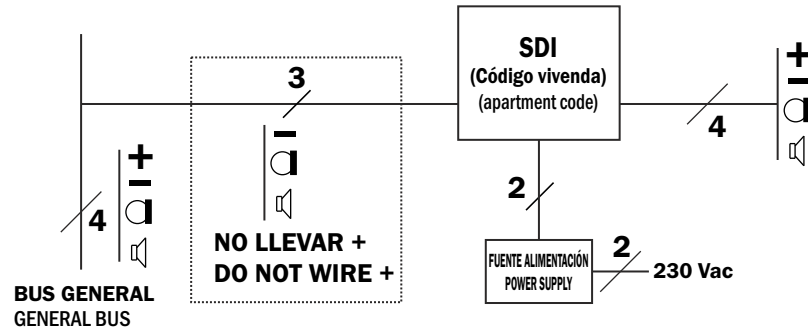 SDI
(Código vivenda)
(apartment code)
3
4
2
4
NO LLEVAR +
DO NOT WIRE +
FUENTE ALIMENTACIÓN
POWER SUPPLY
2
230 Vac
BUS GENERAL
GENERAL BUS